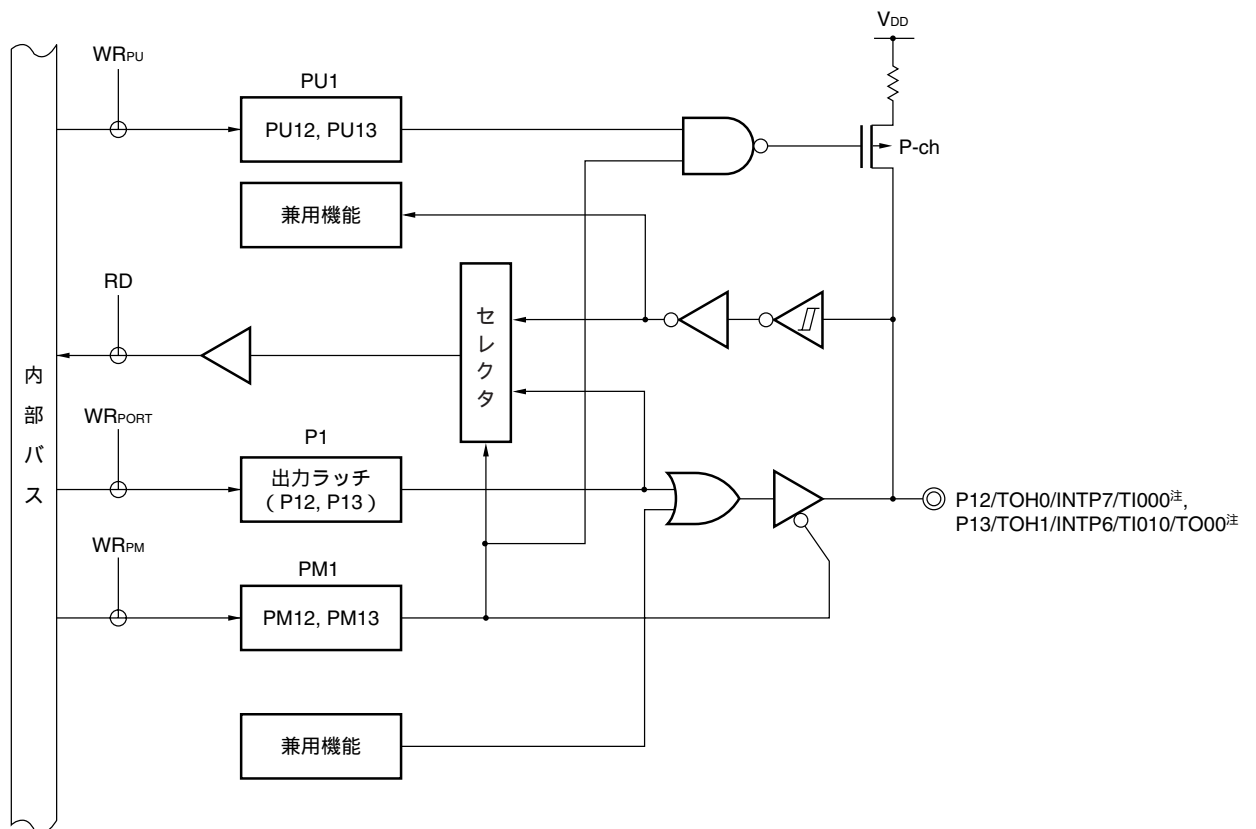 VDD
WRPU
PU1
PU12, PU13
P-ch
兼用機能
RD
セレクタ
内部バス
WRPORT
P1
出力ラッチ
（P12, P13）
P12/TOH0/INTP7/TI000注,
P13/TOH1/INTP6/TI010/TO00注
WRPM
PM1
PM12, PM13
兼用機能